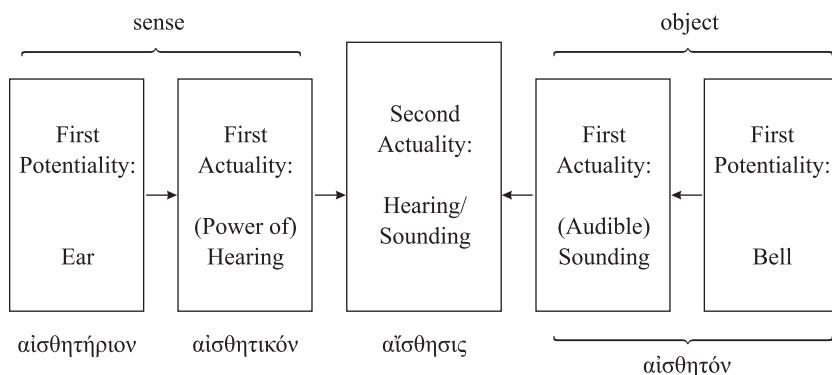 sense
object
First
Potentiality:
Ear
First
Actuality:
(Power of)
Hearing
Second
Actuality:
Hearing/
Sounding
First
Actuality:
(Audible)
Sounding
First
Potentiality:
Bell
αἰσθητήριον
αἰσθητικόν
αἴσθησις
αἰσθητόν